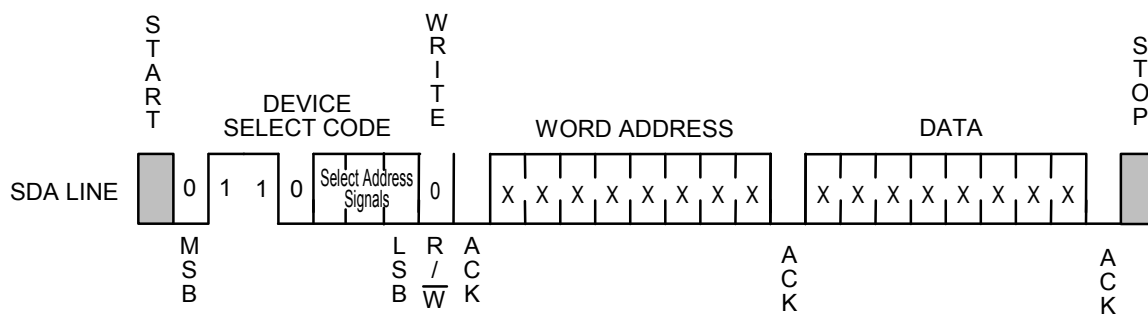 START
WRITE
STOP
DEVICE
SELECT CODE
WORD ADDRESS
DATA
SDA LINE
0 1 1 0 Select Address Signals 0 X X X X X X X X X X X X X X X X
MSB
LSB
R/W̅
ACK
ACK
ACK